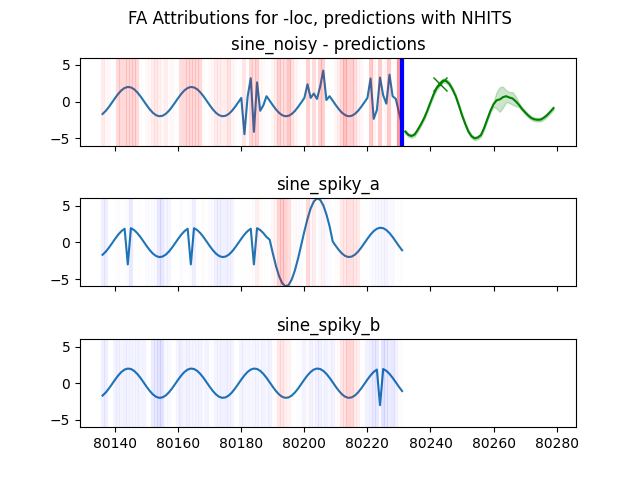 FA Attributions for -loc, predictions with NHITS
sine_noisy - predictions
5
0
−5
sine_spiky_a
5
0
−5
sine_spiky_b
5
0
−5
80140 80160 80180 80200 80220 80240 80260 80280